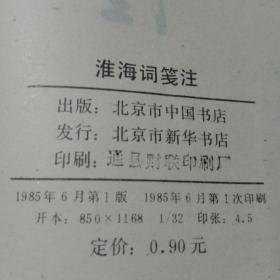 淮海词笺注
出版：北京市中国书店
发行：北京市新华书店
印刷：通县财联印刷厂
1985年6月第1版 1985年6月第1次印刷
开本：850×1168 1/32 印张：4.5
定价：0.90元